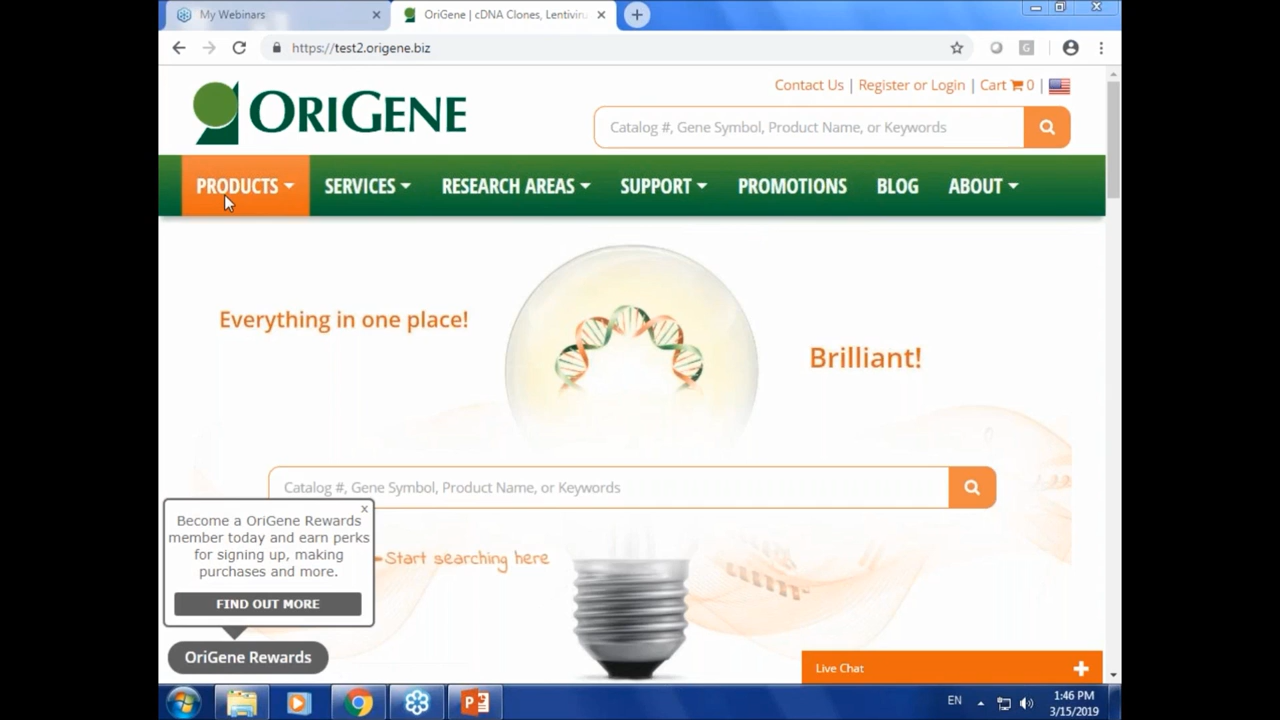 My Webinars
OriGene | cDNA Clones, Lentiviru
https://test2.origene.biz
Contact Us | Register or Login | Cart 0 |
ORIGENE
Catalog #, Gene Symbol, Product Name, or Keywords
PRODUCTS SERVICES RESEARCH AREAS SUPPORT PROMOTIONS BLOG ABOUT
Everything in one place!
Brilliant!
Catalog #, Gene Symbol, Product Name, or Keywords
Start searching here
x
Become a OriGene Rewards
member today and earn perks
for signing up, making
purchases and more.
FIND OUT MORE
OriGene Rewards
Live Chat
EN
1:46 PM
3/15/2019